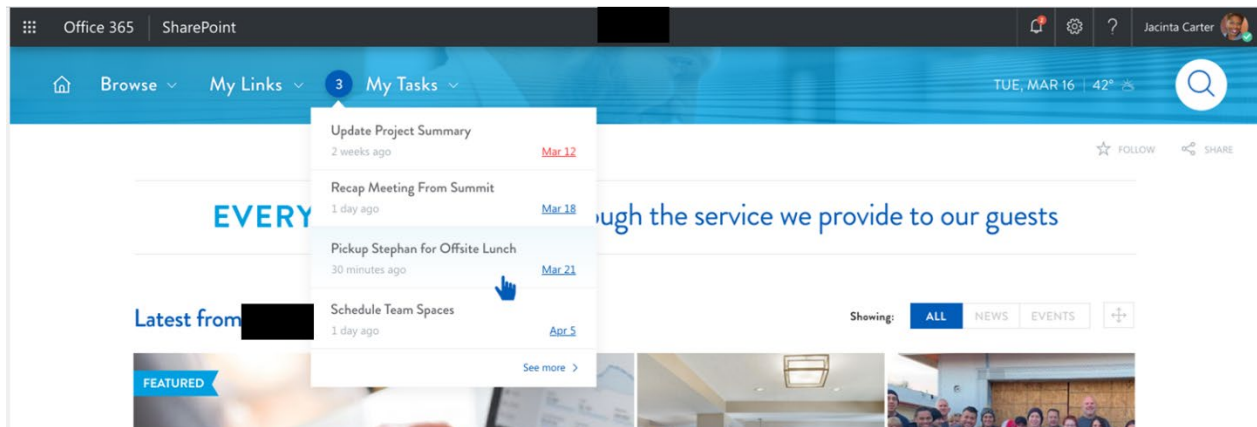 Office 365 SharePoint
2
? Jacinta Carter
Browse My Links 3 My Tasks
TUE, MAR 16 | 42°
Update Project Summary
2 weeks ago Mar 12
FOLLOW SHARE
Recap Meeting From Summit
1 day ago Mar 18
EVERY ugh the service we provide to our guests
Pickup Stephan for Offsite Lunch
30 minutes ago Mar 21
Schedule Team Spaces
1 day ago Apr 5
See more >
Latest from
Showing: ALL NEWS EVENTS
FEATURED